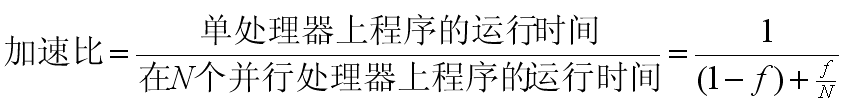 加速比 = 单处理器上程序的运行时间 / 在N个并行处理器上程序的运行时间 = 1 / ((1 − f) + f/N)